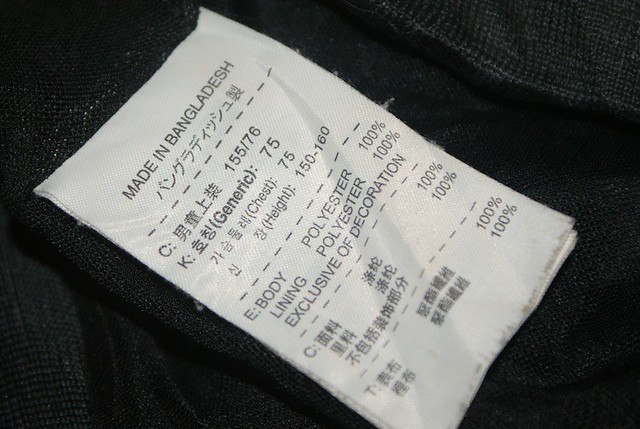 MADE IN BANGLADESH
バングラディッシュ製
C: 男童上装 155/76
K: 호칭(Generic): 75
가슴둘레(Chest): 75
신 장(Height): 150-160
E: BODY POLYESTER 100%
LINING POLYESTER 100%
EXCLUSIVE OF DECORATION
C: 面料 涤纶 100%
里料 涤纶 100%
不包括装饰部分
T: 表布 聚酯纖維 100%
裡布 聚酯纖維 100%